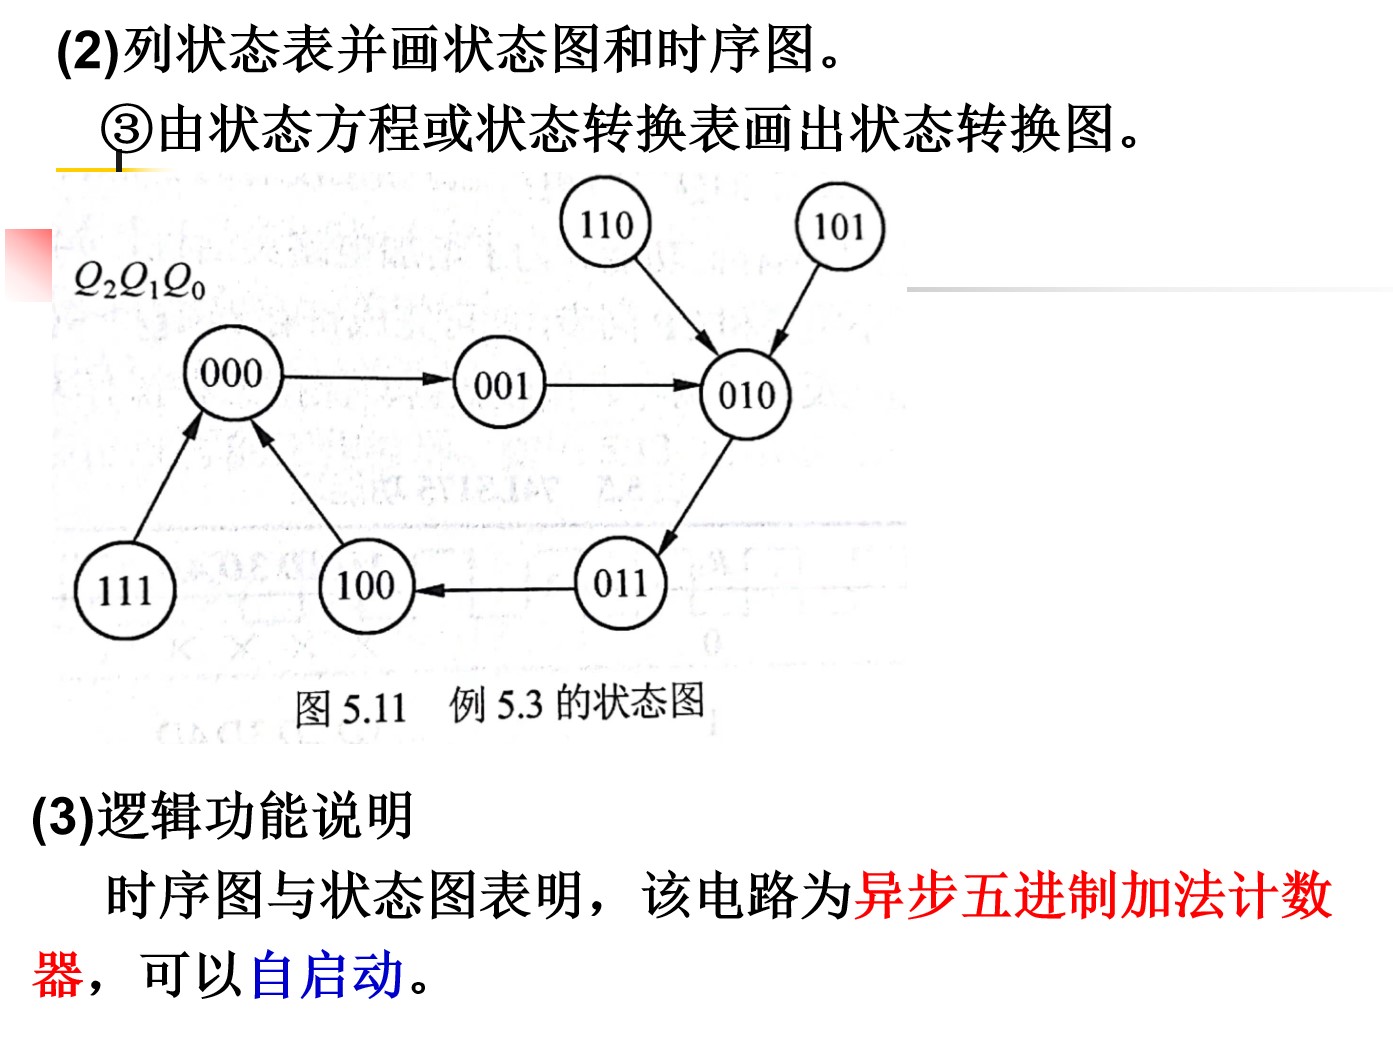 (2)列状态表并画状态图和时序图。
③由状态方程或状态转换表画出状态转换图。
110
101
Q₂Q₁Q₀
000
001
010
111
100
011
图 5.11 例 5.3 的状态图
(3)逻辑功能说明
时序图与状态图表明，该电路为异步五进制加法计数
器，可以自启动。